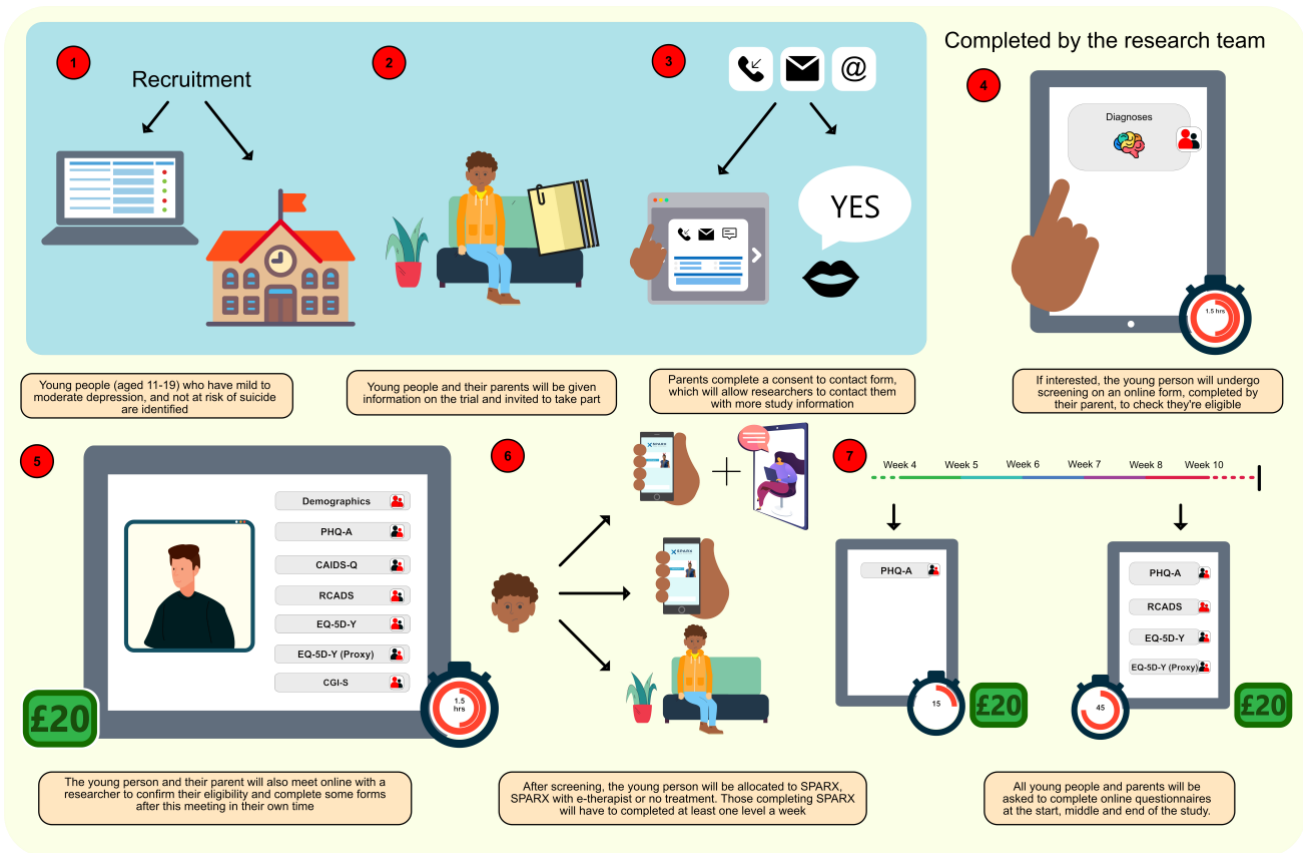 1
Recruitment
2
3
@
YES
Completed by the research team
4
Diagnoses
1.5 hrs
Young people (aged 11-19) who have mild to
moderate depression, and not at risk of suicide
are identified
Young people and their parents will be given
information on the trial and invited to take part
Parents complete a consent to contact form,
which will allow researchers to contact them
with more study information
If interested, the young person will undergo
screening on an online form, completed by
their parent, to check they're eligible
5
Demographics
PHQ-A
CAIDS-Q
RCADS
EQ-5D-Y
EQ-5D-Y (Proxy)
CGI-S
£20
1.5
hrs
The young person and their parent will also meet online with a
researcher to confirm their eligibility and complete some forms
after this meeting in their own time
6
SPARX
+
SPARX
After screening, the young person will be allocated to SPARX,
SPARX with e-therapist or no treatment. Those completing SPARX
will have to completed at least one level a week
7
Week 4 Week 5 Week 6 Week 7 Week 8 Week 10
PHQ-A
15
£20
PHQ-A
RCADS
EQ-5D-Y
EQ-5D-Y (Proxy)
45
£20
All young people and parents will be
asked to complete online questionnaires
at the start, middle and end of the study.